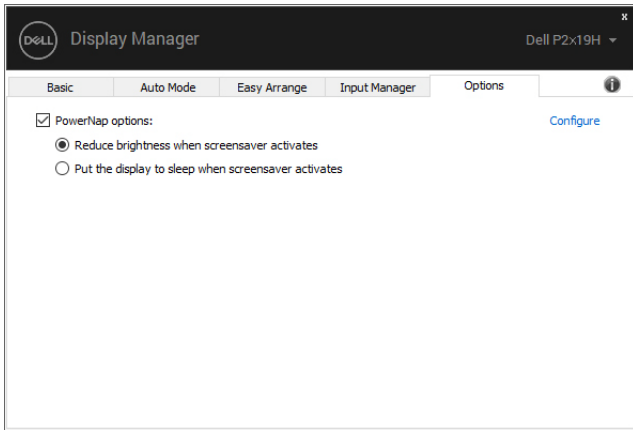 x
DELL Display Manager Dell P2x19H
Basic Auto Mode Easy Arrange Input Manager Options i
PowerNap options: Configure
Reduce brightness when screensaver activates
Put the display to sleep when screensaver activates